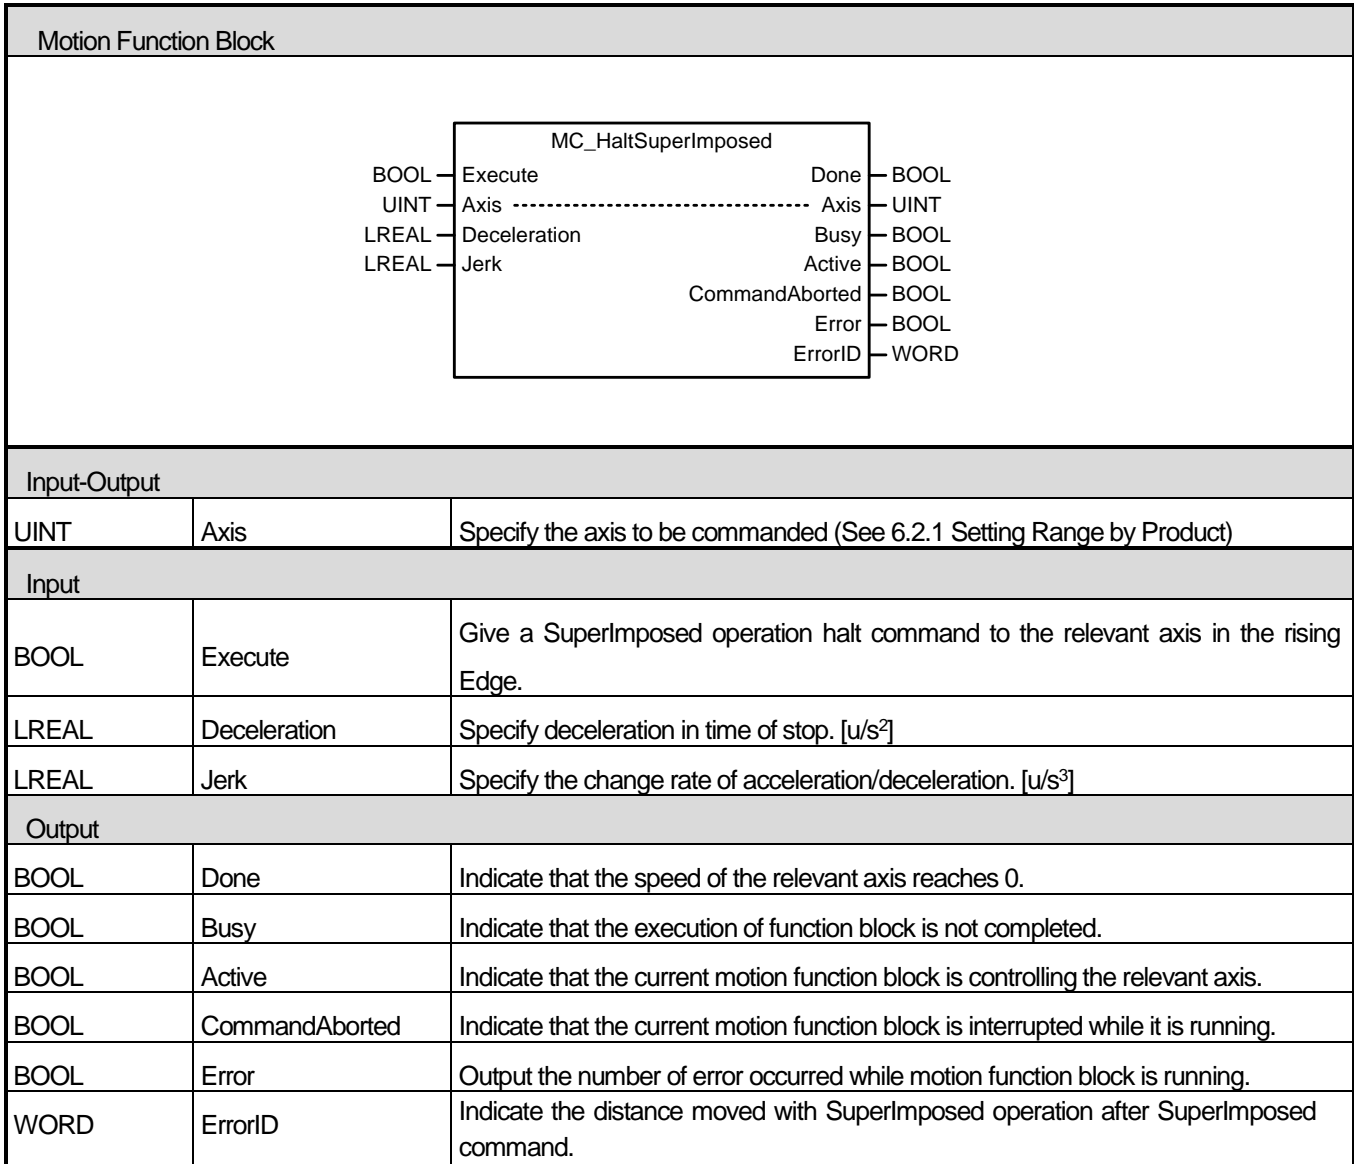 Motion Function Block
MC_HaltSuperImposed
BOOL Execute Done BOOL
UINT Axis Axis UINT
LREAL Deceleration Busy BOOL
LREAL Jerk Active BOOL
CommandAborted BOOL
Error BOOL
ErrorID WORD
Input-Output
UINT Axis Specify the axis to be commanded (See 6.2.1 Setting Range by Product)
Input
BOOL Execute Give a SuperImposed operation halt command to the relevant axis in the rising
Edge.
LREAL Deceleration Specify deceleration in time of stop. [u/s²]
LREAL Jerk Specify the change rate of acceleration/deceleration. [u/s³]
Output
BOOL Done Indicate that the speed of the relevant axis reaches 0.
BOOL Busy Indicate that the execution of function block is not completed.
BOOL Active Indicate that the current motion function block is controlling the relevant axis.
BOOL CommandAborted Indicate that the current motion function block is interrupted while it is running.
BOOL Error Output the number of error occurred while motion function block is running.
WORD ErrorID Indicate the distance moved with SuperImposed operation after SuperImposed
command.